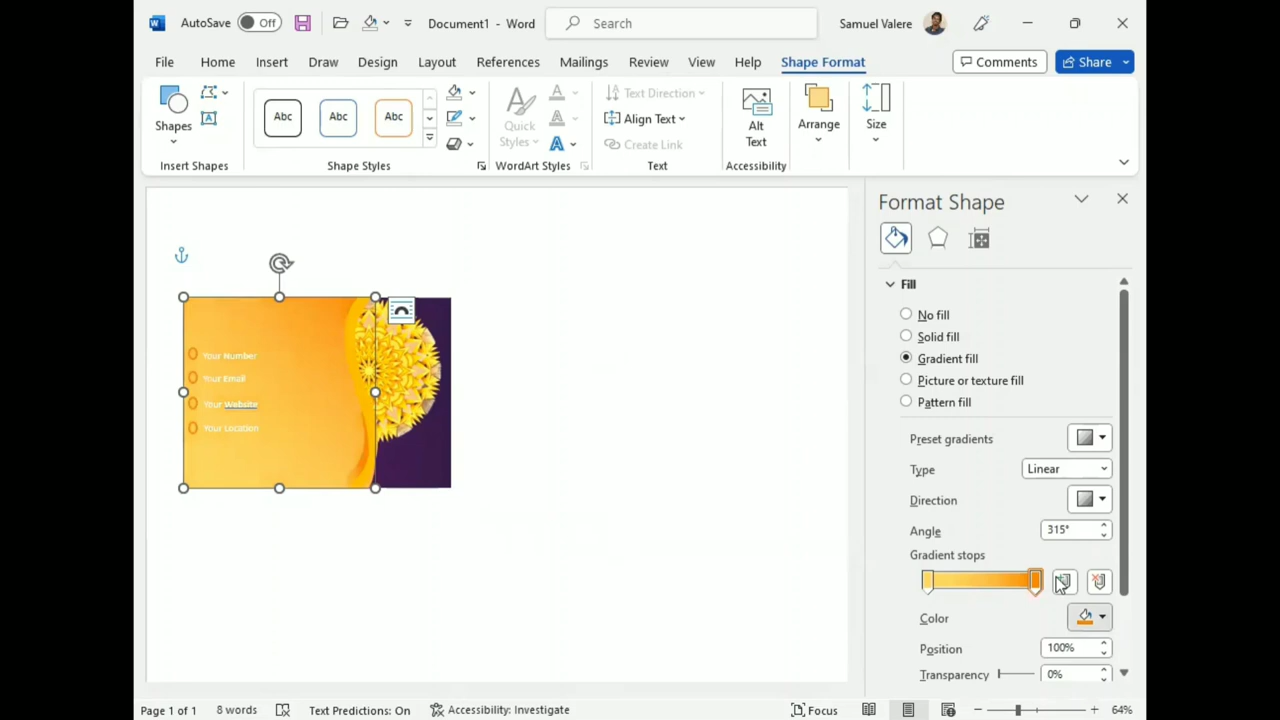 AutoSave Off Document1 - Word Search Samuel Valere
File Home Insert Draw Design Layout References Mailings Review View Help Shape Format Comments Share
Shapes
Insert Shapes
Abc Abc Abc
Shape Styles
Quick
Styles
WordArt Styles
Text Direction
Align Text
Create Link
Text
Alt
Text
Accessibility
Arrange
Size
Your Number
Your Email
Your Website
Your Location
Format Shape
Fill
No fill
Solid fill
Gradient fill
Picture or texture fill
Pattern fill
Preset gradients
Type Linear
Direction
Angle 315°
Gradient stops
Color
Position 100%
Transparency 0%
Page 1 of 1 8 words Text Predictions: On Accessibility: Investigate Focus 64%